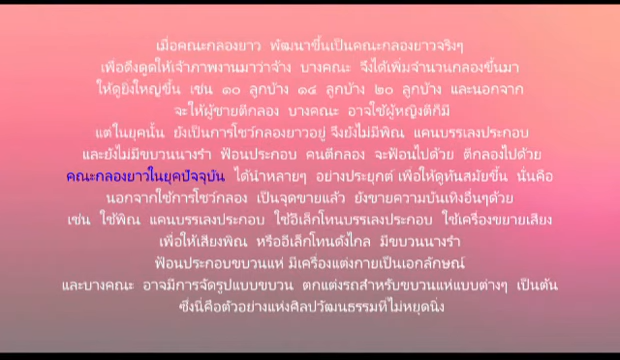 เมื่อคณะกลองยาว พัฒนาขึ้นเป็นคณะกลองยาวจริงๆ
เพื่อดึงดูดให้เจ้าภาพงานมาว่าจ้าง บางคณะ จึงได้เพิ่มจำนวนกลองขึ้นมา
ให้ดูยิ่งใหญ่ขึ้น เช่น ๑๐ ลูกบ้าง ๑๔ ลูกบ้าง ๒๐ ลูกบ้าง และนอกจาก
จะให้ผู้ชายตีกลอง บางคณะ อาจใช้ผู้หญิงตีก็มี
แต่ในยุคนั้น ยังเป็นการโชว์กลองยาวอยู่ จึงยังไม่มีพิณ แคนบรรเลงประกอบ
และยังไม่มีขบวนนางรำ ฟ้อนประกอบ คนตีกลอง จะฟ้อนไปด้วย ตีกลองไปด้วย
คณะกลองยาวในยุคปัจจุบัน ได้นำหลายๆ อย่างประยุกต์ เพื่อให้ดูทันสมัยขึ้น นั่นคือ
นอกจากใช้การโชว์กลอง เป็นจุดขายแล้ว ยังขายความบันเทิงอื่นๆด้วย
เช่น ใช้พิณ แคนบรรเลงประกอบ ใช้อีเล็กโทนบรรเลงประกอบ ใช้เครื่องขยายเสียง
เพื่อให้เสียงพิณ หรืออีเล็กโทนดังไกล มีขบวนนางรำ
ฟ้อนประกอบขบวนแห่ มีเครื่องแต่งกายเป็นเอกลักษณ์
และบางคณะ อาจมีการจัดรูปแบบขบวน ตกแต่งรถสำหรับขบวนแห่แบบต่างๆ เป็นต้น
ซึ่งนี่คือตัวอย่างแห่งศิลปวัฒนธรรมที่ไม่หยุดนิ่ง